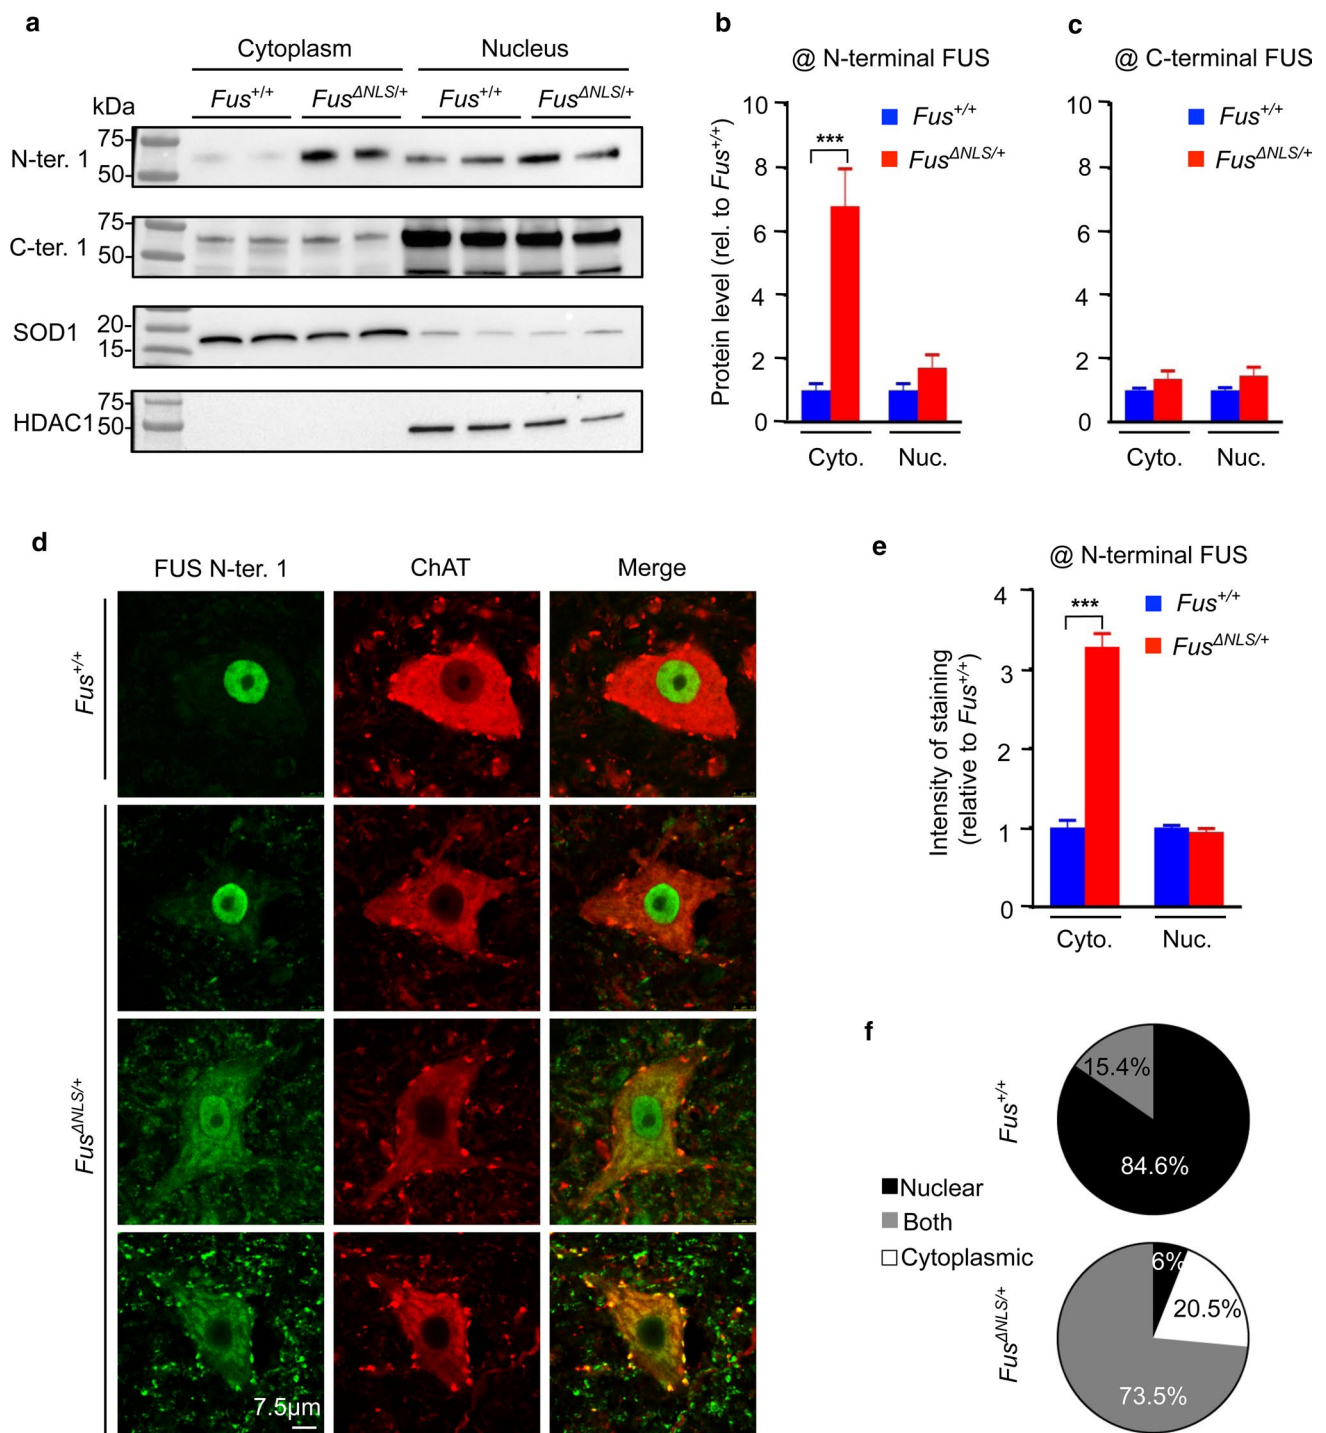 a
Cytoplasm Nucleus
kDa Fus+/+ FusΔNLS/+ Fus+/+ FusΔNLS/+
N-ter. 1 75- 50-
C-ter. 1 75- 50-
SOD1 20- 15-
HDAC1 75- 50-
b
@ N-terminal FUS
Protein level (rel. to Fus+/+)
10
8
6
4
2
0
***
Fus+/+
FusΔNLS/+
Cyto. Nuc.
c
@ C-terminal FUS
10
8
6
4
2
0
Fus+/+
FusΔNLS/+
Cyto. Nuc.
d
FUS N-ter. 1 ChAT Merge
Fus+/+
FusΔNLS/+
7.5µm
e
@ N-terminal FUS
Intensity of staining
(relative to Fus+/+)
4
3
2
1
0
***
Fus+/+
FusΔNLS/+
Cyto. Nuc.
f
Fus+/+
15.4%
84.6%
Nuclear
Both
Cytoplasmic
FusΔNLS/+
6%
20.5%
73.5%